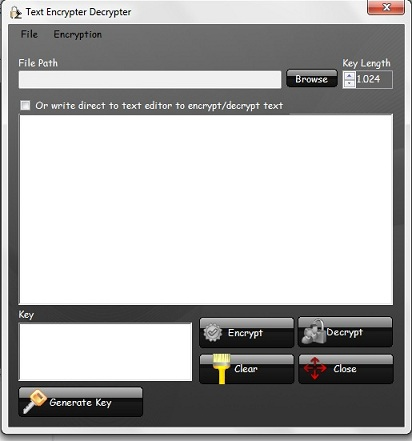 Text Encrypter Decrypter
File Encryption
File Path Key Length
Browse 1.024
Or write direct to text editor to encrypt/decrypt text
Key
Encrypt Decrypt
Clear Close
Generate Key